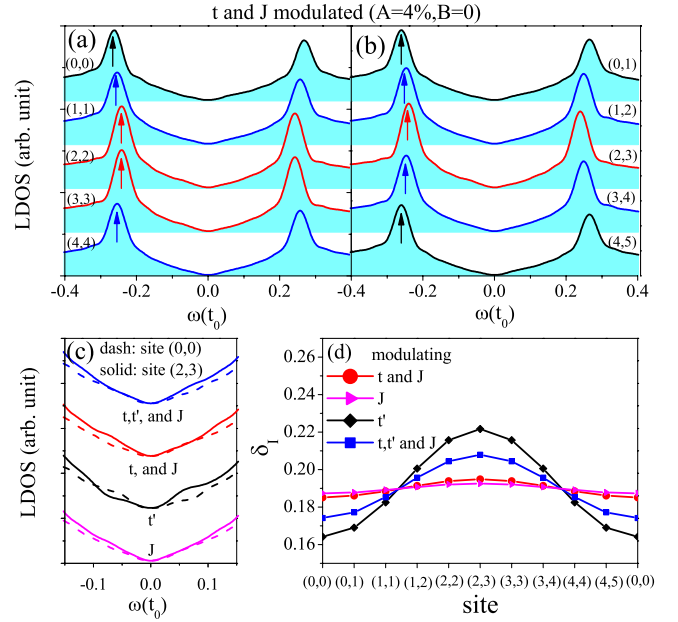 t and J modulated (A=4%,B=0)
(a)
(b)
LDOS (arb. unit)
(0,0)
(1,1)
(2,2)
(3,3)
(4,4)
(0,1)
(1,2)
(2,3)
(3,4)
(4,5)
-0.4 -0.2 0.0 0.2 -0.4 -0.2 0.0 0.2 0.4
ω(t₀) ω(t₀)
(c)
dash: site (0,0)
solid: site (2,3)
LDOS (arb. unit)
t,t', and J
t, and J
t'
J
-0.1 0.0 0.1
ω(t₀)
(d)
modulating
t and J
J
t'
t,t' and J
δ_I
0.26
0.24
0.22
0.20
0.18
0.16
(0,0) (0,1) (1,1) (1,2) (2,2) (2,3) (3,3) (3,4) (4,4) (4,5) (0,0)
site